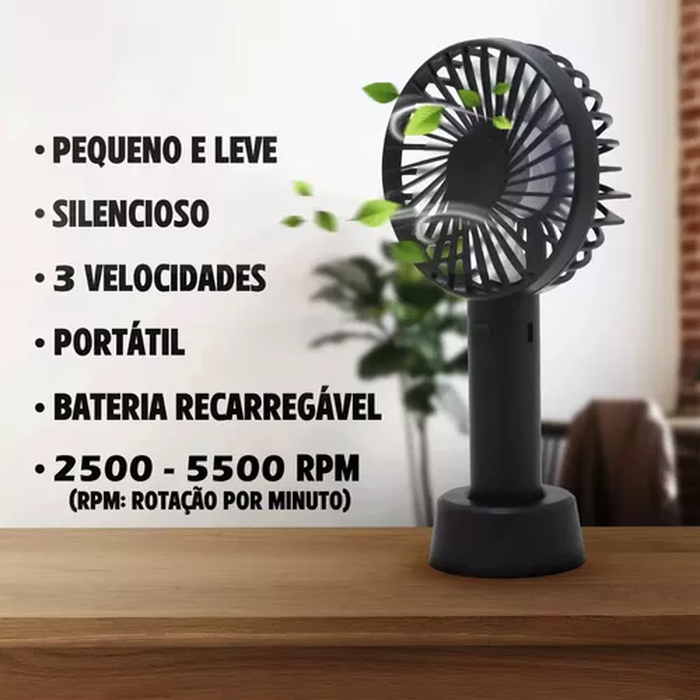 • PEQUENO E LEVE
• SILENCIOSO
• 3 VELOCIDADES
• PORTÁTIL
• BATERIA RECARREGÁVEL
• 2500 - 5500 RPM
(RPM: ROTAÇÃO POR MINUTO)